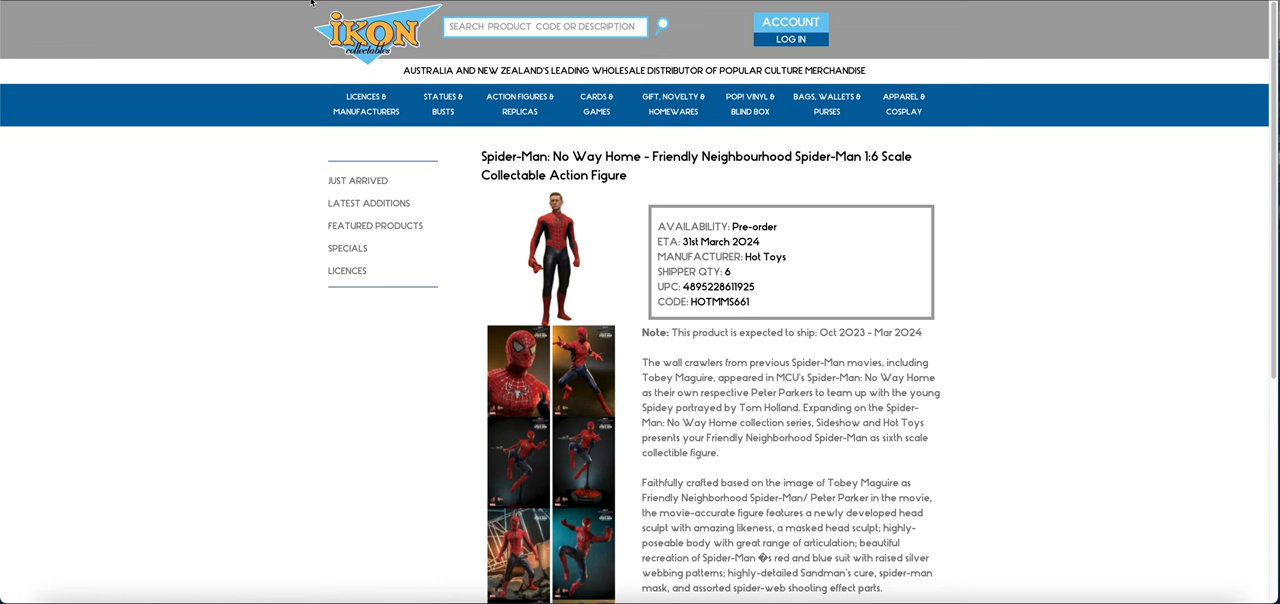 iKON
collectables
SEARCH PRODUCT CODE OR DESCRIPTION
ACCOUNT
LOG IN
AUSTRALIA AND NEW ZEALAND'S LEADING WHOLESALE DISTRIBUTOR OF POPULAR CULTURE MERCHANDISE
LICENCES &
MANUFACTURERS
STATUES &
BUSTS
ACTION FIGURES &
REPLICAS
CARDS &
GAMES
GIFT, NOVELTY &
HOMEWARES
POP! VINYL &
BLIND BOX
BAGS, WALLETS &
PURSES
APPAREL &
COSPLAY
JUST ARRIVED
LATEST ADDITIONS
FEATURED PRODUCTS
SPECIALS
LICENCES
Spider-Man: No Way Home - Friendly Neighbourhood Spider-Man 1:6 Scale
Collectable Action Figure
AVAILABILITY: Pre-order
ETA: 31st March 2024
MANUFACTURER: Hot Toys
SHIPPER QTY: 6
UPC: 4895228611925
CODE: HOTMMS661
Note: This product is expected to ship: Oct 2023 - Mar 2024
The wall crawlers from previous Spider-Man movies, including
Tobey Maguire, appeared in MCU's Spider-Man: No Way Home
as their own respective Peter Parkers to team up with the young
Spidey portrayed by Tom Holland. Expanding on the Spider-
Man: No Way Home collection series, Sideshow and Hot Toys
presents your Friendly Neighborhood Spider-Man as sixth scale
collectible figure.
Faithfully crafted based on the image of Tobey Maguire as
Friendly Neighborhood Spider-Man/ Peter Parker in the movie,
the movie-accurate figure features a newly developed head
sculpt with amazing likeness, a masked head sculpt; highly-
poseable body with great range of articulation; beautiful
recreation of Spider-Man �s red and blue suit with raised silver
webbing patterns; highly-detailed Sandman's cure, spider-man
mask, and assorted spider-web shooting effect parts.